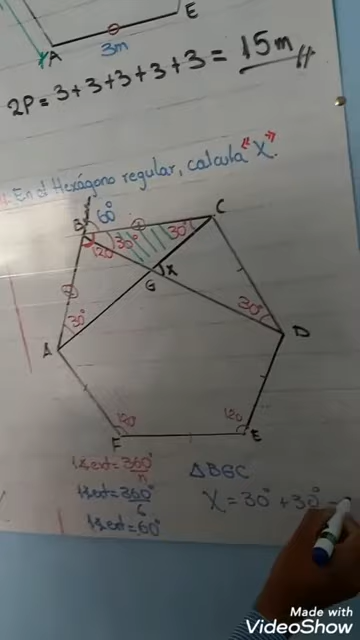 A
3m
E
2P = 3+3+3+3+3 = 15m
En el Hexágono regular, calcula "X".
B
60°
C
120°
30°
30°
X
G
30°
30°
A
D
120
120
F
E
∡ext = 360°/n
∡ext = 360°/6
∡ext = 60°
△BGC
X = 30° + 30°
Made with
VideoShow